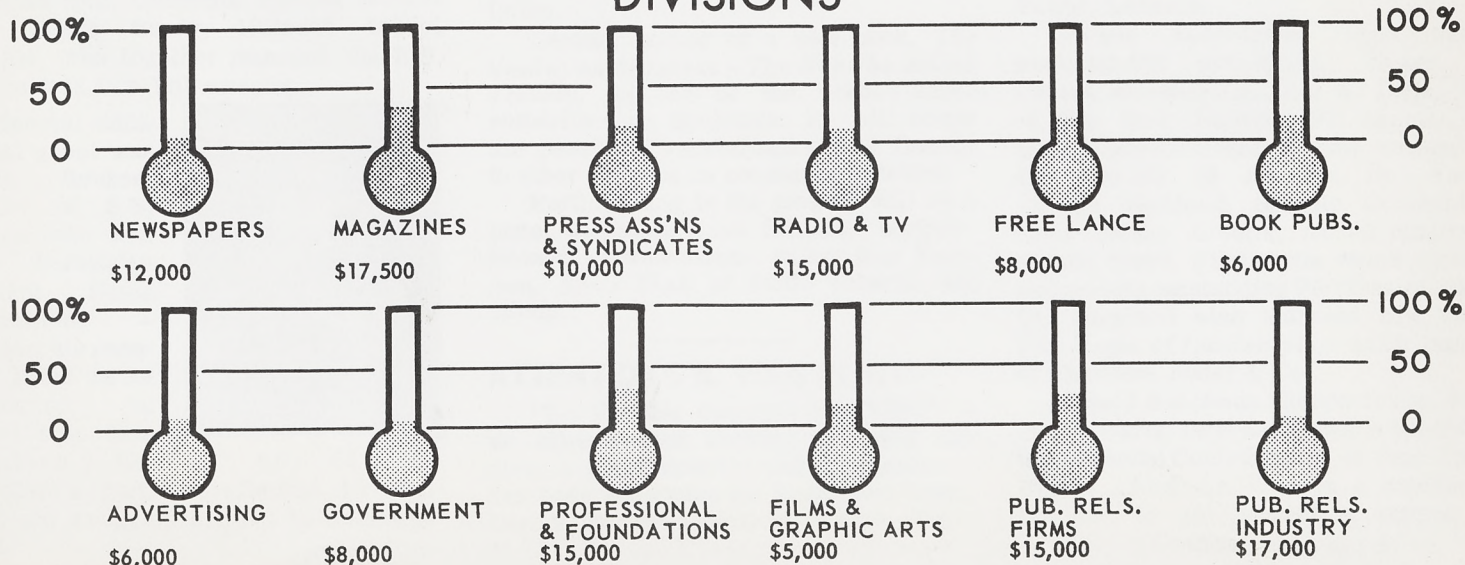 DIVISIONS
100% 100%
50 50
0 0
NEWSPAPERS MAGAZINES PRESS ASS'NS RADIO & TV FREE LANCE BOOK PUBS.
& SYNDICATES
$12,000 $17,500 $10,000 $15,000 $8,000 $6,000
100% 100%
50 50
0 0
ADVERTISING GOVERNMENT PROFESSIONAL FILMS & PUB. RELS. PUB. RELS.
& FOUNDATIONS GRAPHIC ARTS FIRMS INDUSTRY
$6,000 $8,000 $15,000 $5,000 $15,000 $17,000